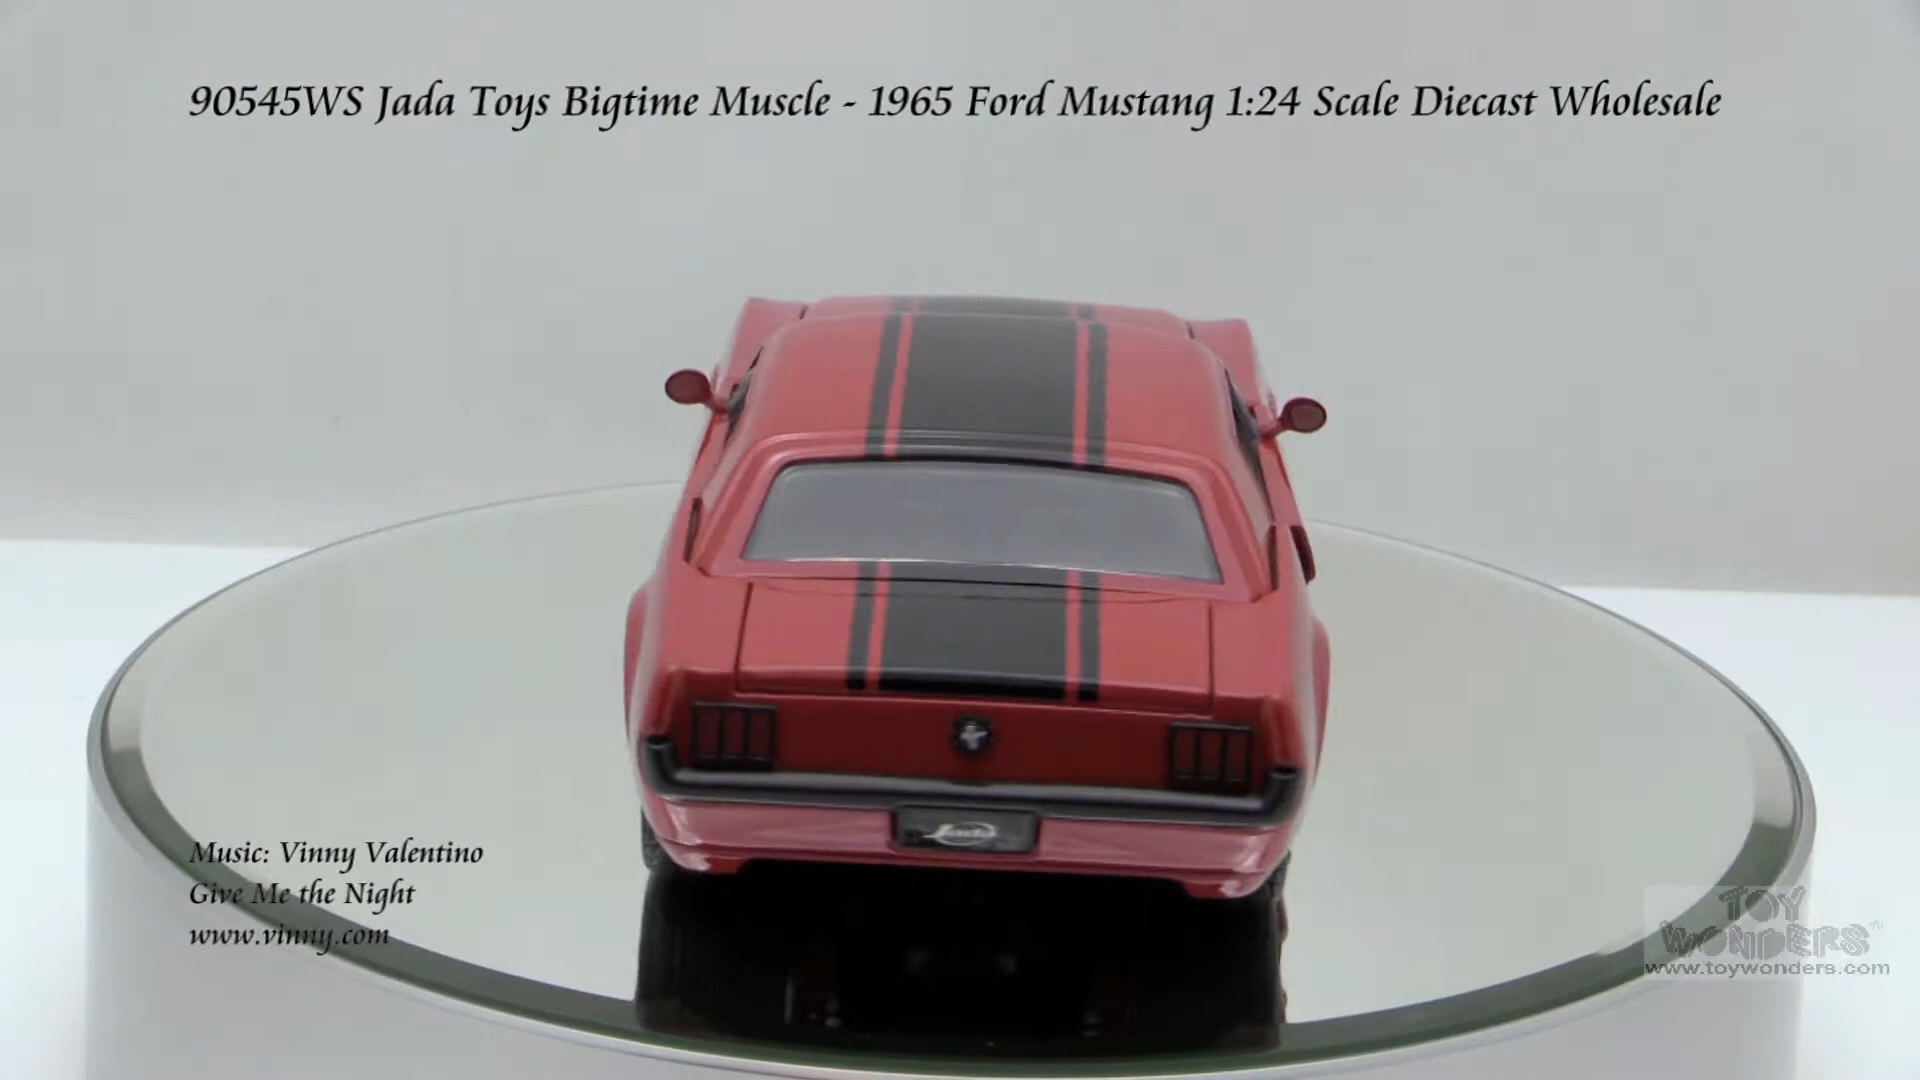 90545WS Jada Toys Bigtime Muscle - 1965 Ford Mustang 1:24 Scale Diecast Wholesale
Jada
Music: Vinny Valentino
Give Me the Night
www.vinny.com
TOY
WONDERS®
www.toywonders.com